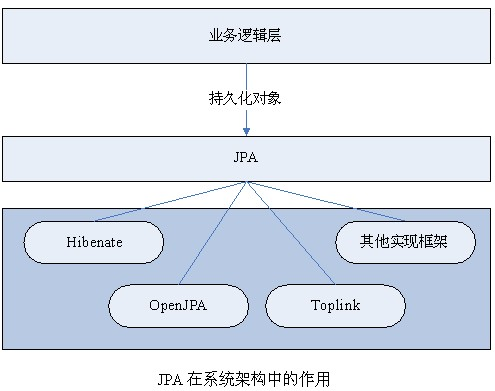 业务逻辑层
持久化对象
JPA
Hibenate
其他实现框架
OpenJPA
Toplink
JPA 在系统架构中的作用